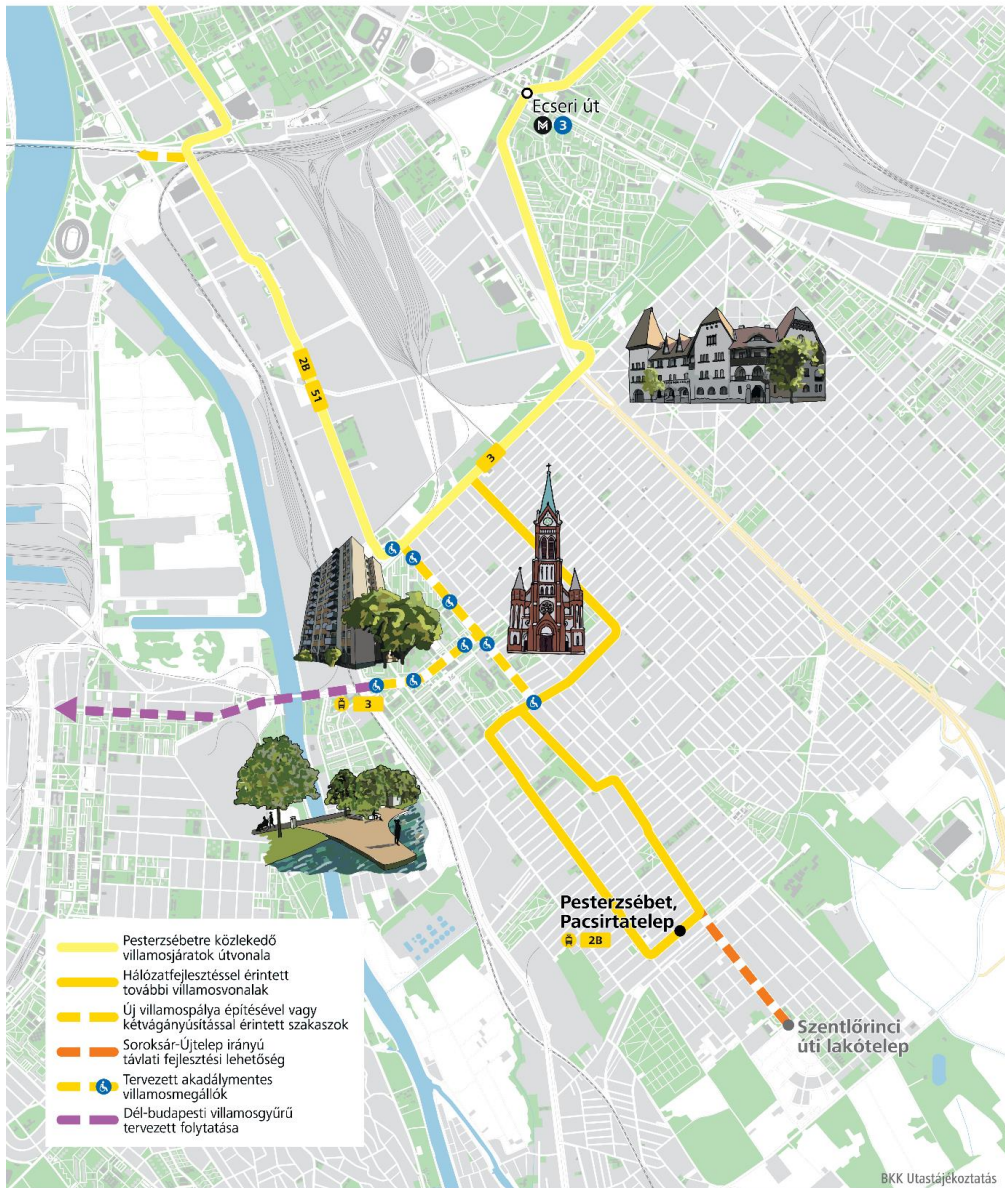 Ecseri út
M 3
2B 51
3
3
Pesterzsébet,
Pacsirtatelep
2B
Szentlőrinci
úti lakótelep
Pesterzsébetre közlekedő
villamosjáratok útvonala
Hálózatfejlesztéssel érintett
további villamosvonalak
Új villamospálya építésével vagy
kétvágányúsítással érintett szakaszok
Soroksár-Újtelep irányú
távlati fejlesztési lehetőség
Tervezett akadálymentes
villamosmegállók
Dél-budapesti villamosgyűrű
tervezett folytatása
BKK Utastájékoztatás